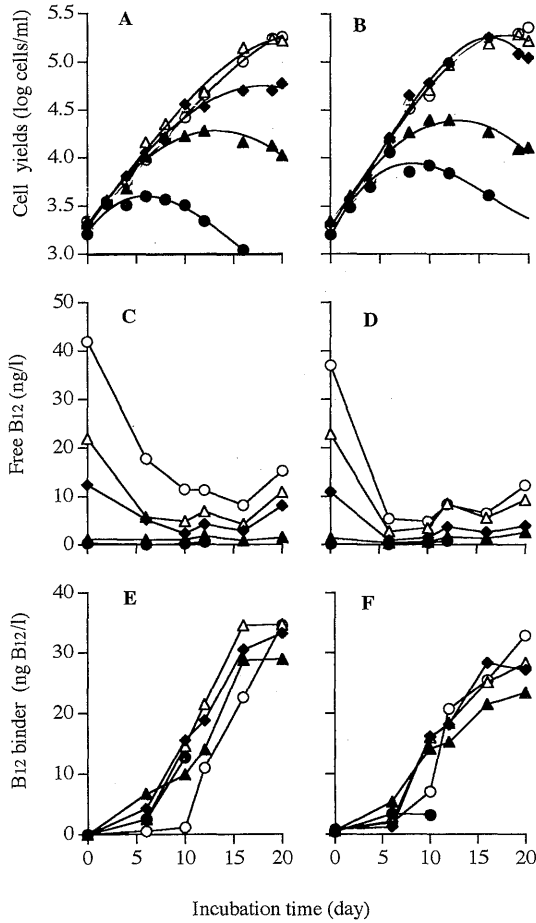 A
B
Cell yields (log cells/ml)
5.5
5.0
4.5
4.0
3.5
3.0
C
D
Free B12 (ng/l)
50
40
30
20
10
0
E
F
B12 binder (ng B12/l)
40
30
20
10
0
0 5 10 15 20
0 5 10 15 20
Incubation time (day)